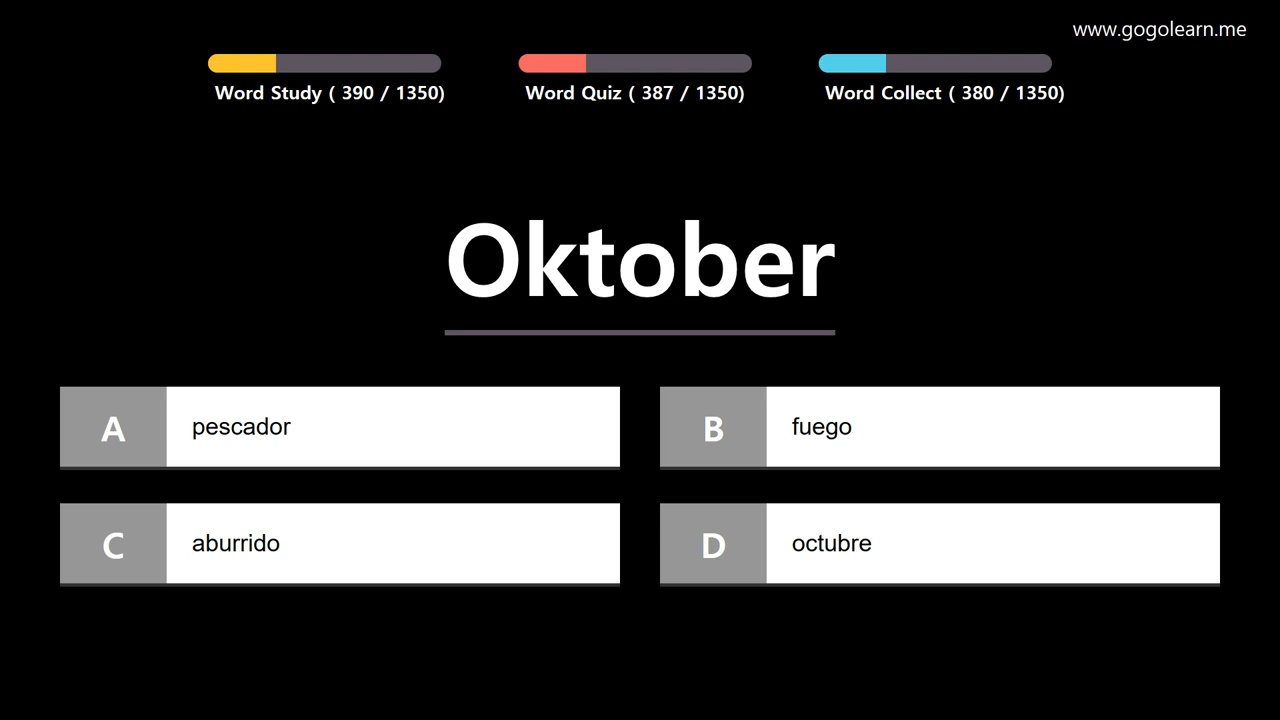 www.gogolearn.me
Word Study ( 390 / 1350)
Word Quiz ( 387 / 1350)
Word Collect ( 380 / 1350)
Oktober
A pescador
B fuego
C aburrido
D octubre